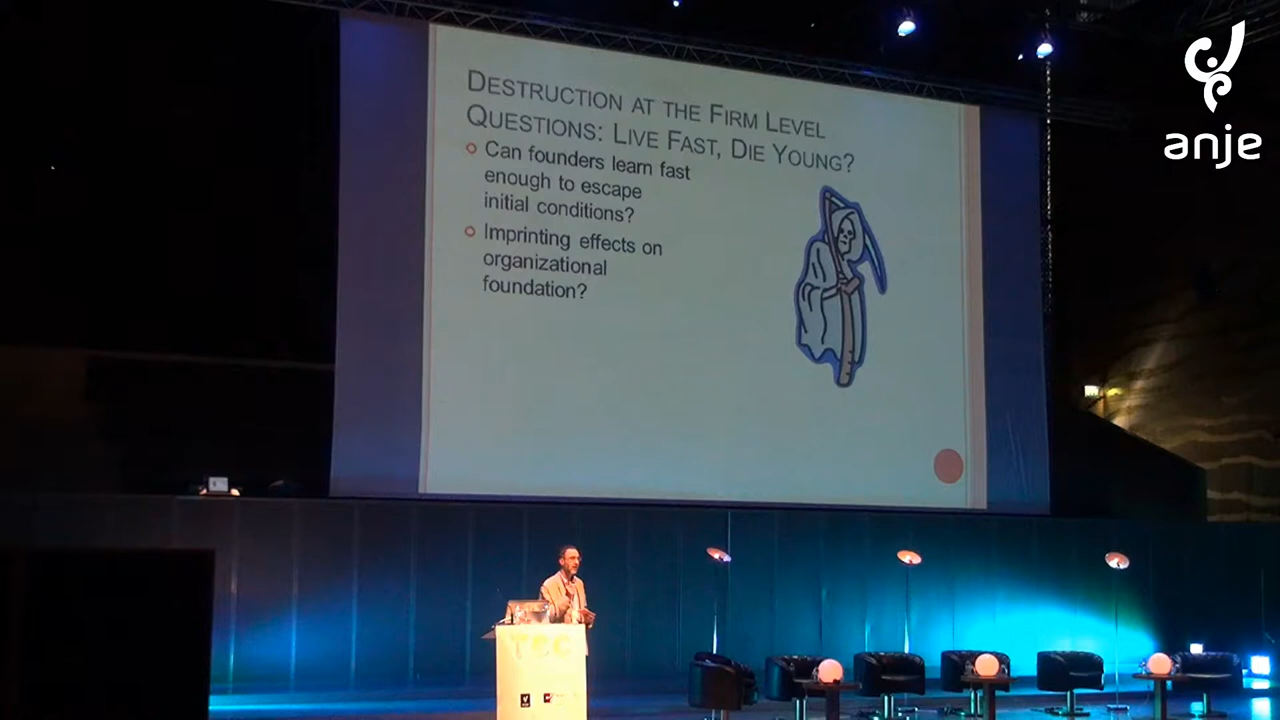 DESTRUCTION AT THE FIRM LEVEL
QUESTIONS: LIVE FAST, DIE YOUNG?
Can founders learn fast
enough to escape
initial conditions?
Imprinting effects on
organizational
foundation?
anje